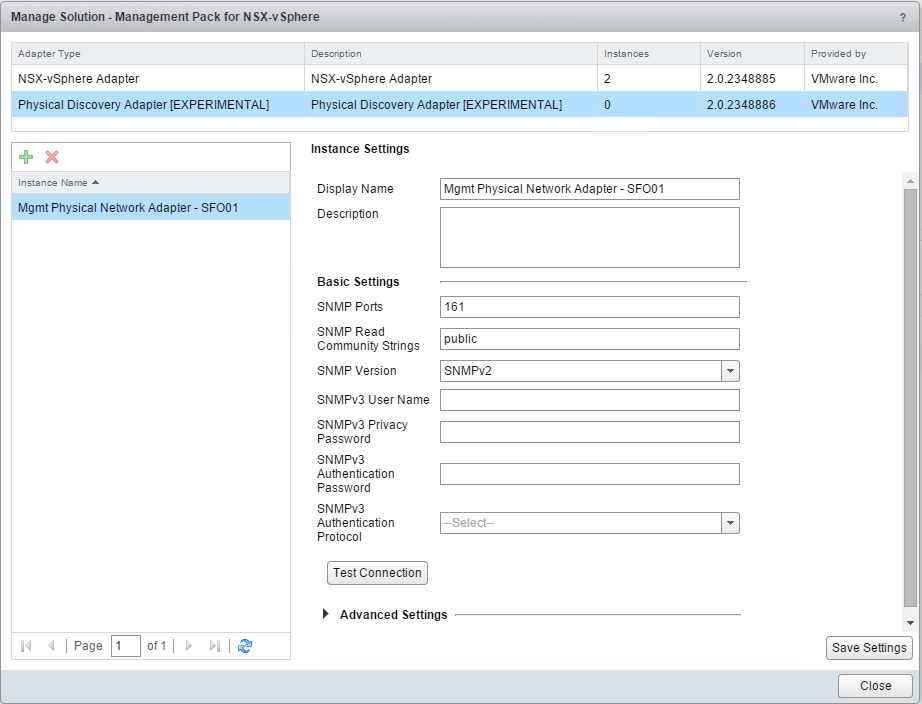 Manage Solution - Management Pack for NSX-vSphere
?
Adapter Type Description Instances Version Provided by
NSX-vSphere Adapter NSX-vSphere Adapter 2 2.0.2348885 VMware Inc.
Physical Discovery Adapter [EXPERIMENTAL] Physical Discovery Adapter [EXPERIMENTAL] 0 2.0.2348886 VMware Inc.
Instance Name
Mgmt Physical Network Adapter - SFO01
Page 1 of 1
Instance Settings
Display Name Mgmt Physical Network Adapter - SFO01
Description
Basic Settings
SNMP Ports 161
SNMP Read
Community Strings public
SNMP Version SNMPv2
SNMPv3 User Name
SNMPv3 Privacy
Password
SNMPv3
Authentication
Password
SNMPv3
Authentication
Protocol --Select--
Test Connection
Advanced Settings
Save Settings
Close